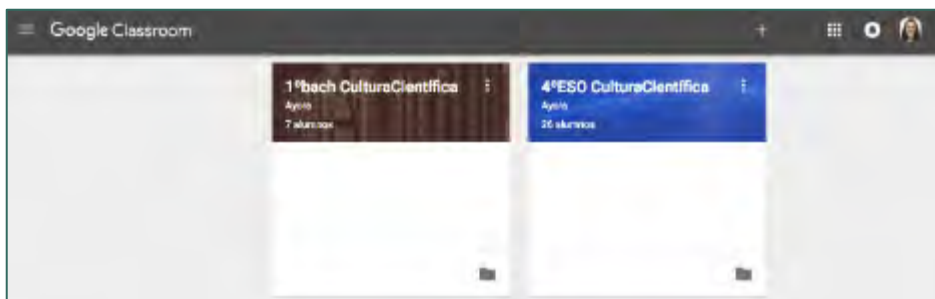 Google Classroom
1ºbach CulturaCientífica
Ayora
7 alumnos
4ºESO CulturaCientífica
Ayora
26 alumnos